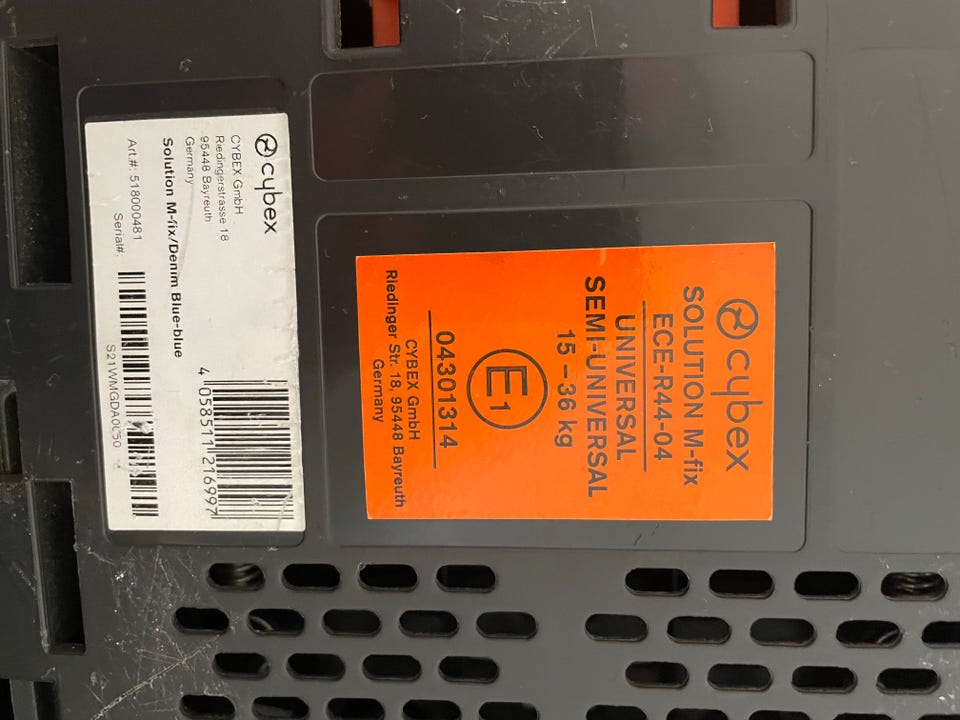 cybex
CYBEX GmbH
Riedingerstrasse 18
95448 Bayreuth
Germany
Solution M-fix/Denim Blue-blue
4 058511 216997
Art.#: 518000481
Serial#:
cybex
SOLUTION M-fix
ECE-R44-04
UNIVERSAL
SEMI-UNIVERSAL
15 – 36 kg
E1
04301314
CYBEX GmbH
Riedinger Str. 18, 95448 Bayreuth
Germany